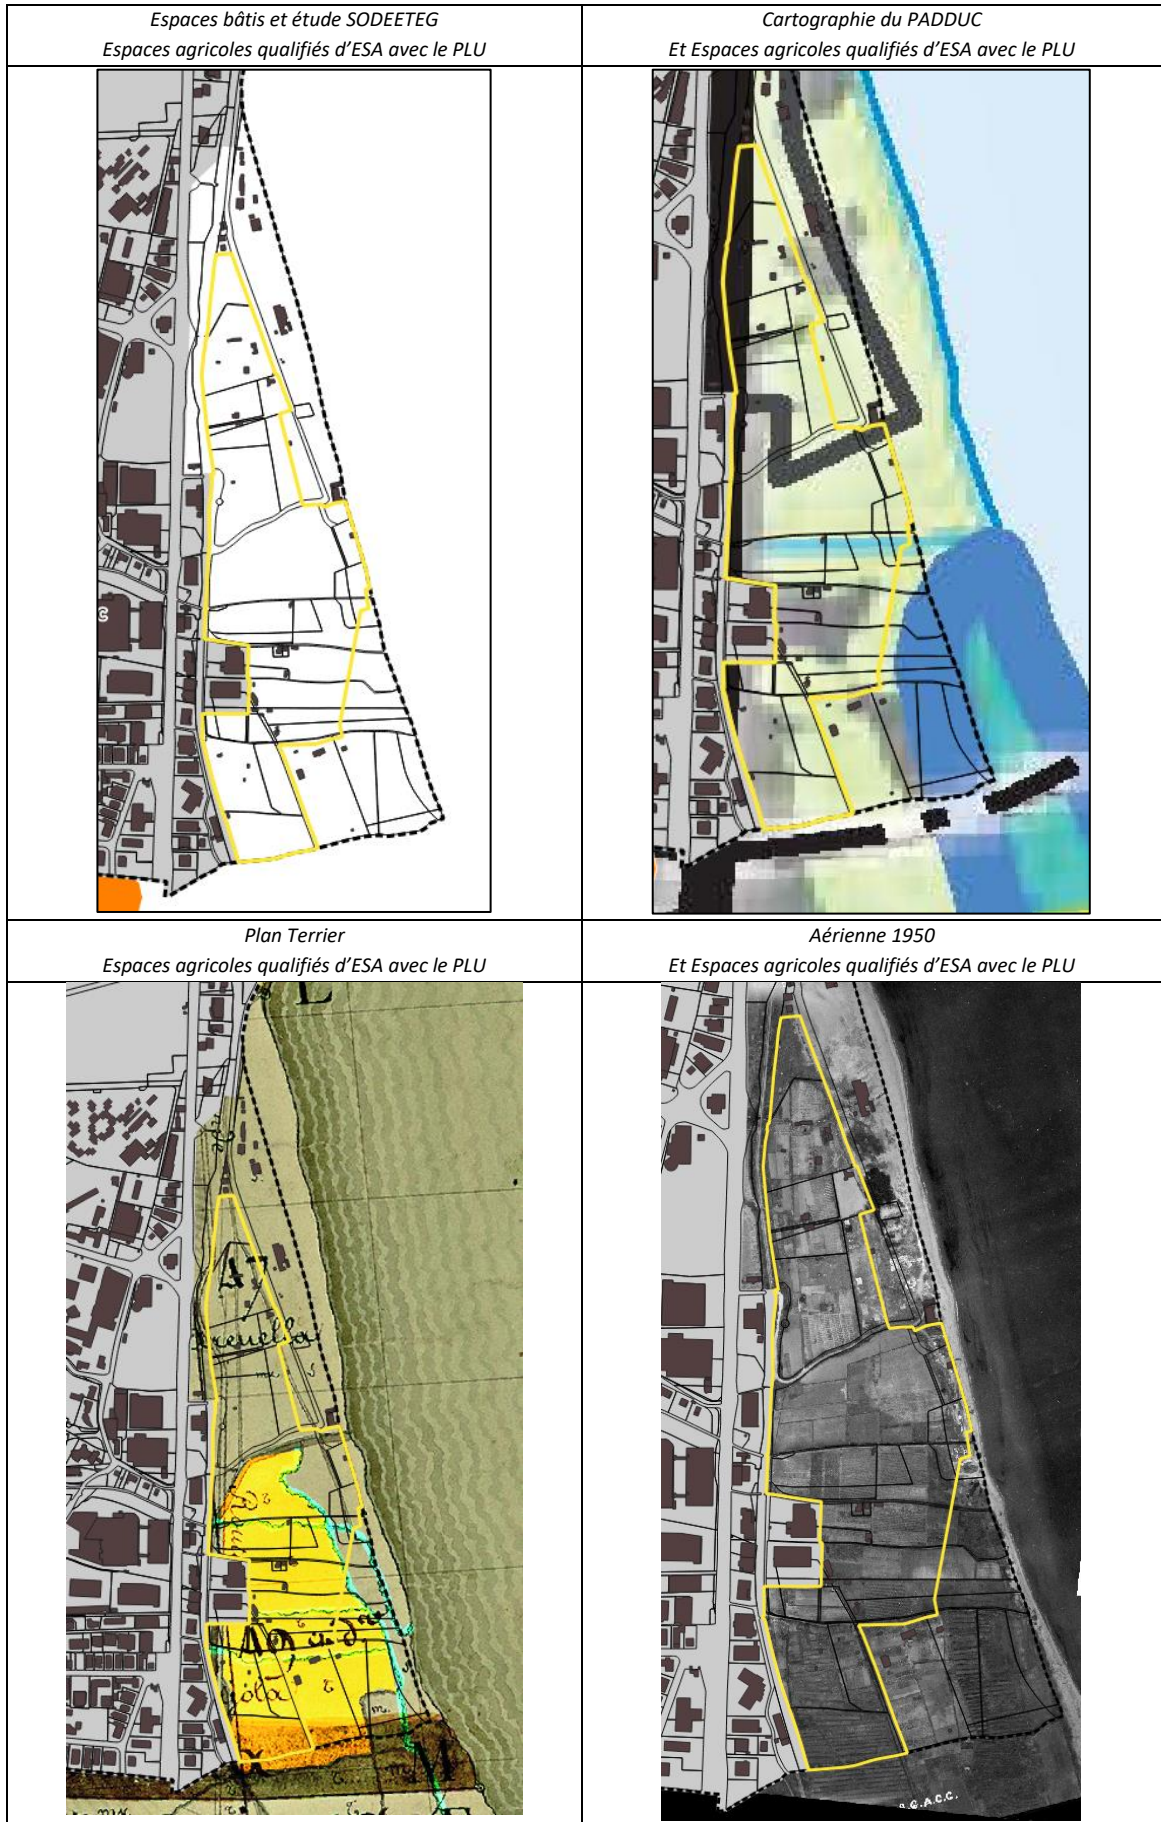 Espaces bâtis et étude SODEETEG
Espaces agricoles qualifiés d'ESA avec le PLU
Cartographie du PADDUC
Et Espaces agricoles qualifiés d'ESA avec le PLU
C
Plan Terrier
Espaces agricoles qualifiés d'ESA avec le PLU
L
47
M
Aérienne 1950
Et Espaces agricoles qualifiés d'ESA avec le PLU
G.A.C.C.